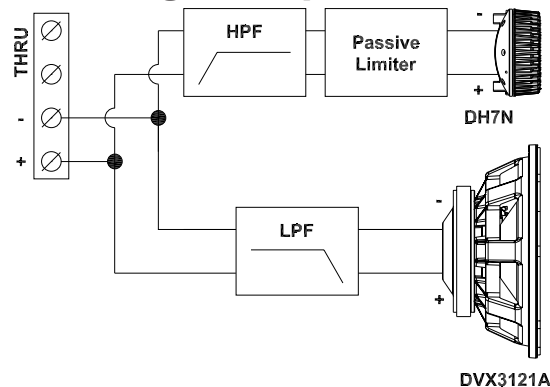 THRU
-
+
HPF
Passive
Limiter
-
+
DH7N
LPF
-
+
DVX3121A